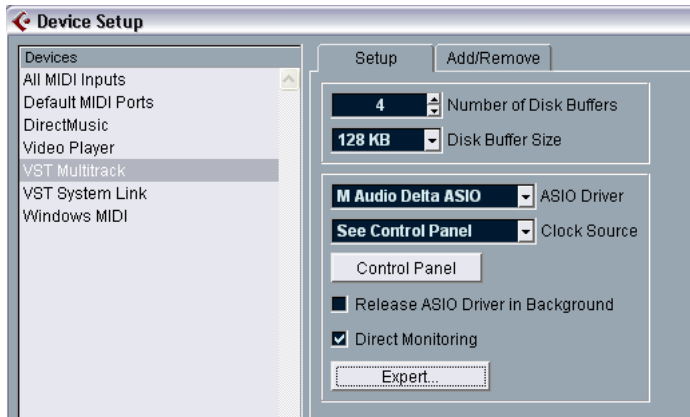 Device Setup
Devices
All MIDI Inputs
Default MIDI Ports
DirectMusic
Video Player
VST Multitrack
VST System Link
Windows MIDI
Setup
Add/Remove
4 Number of Disk Buffers
128 KB Disk Buffer Size
M Audio Delta ASIO ASIO Driver
See Control Panel Clock Source
Control Panel
Release ASIO Driver in Background
Direct Monitoring
Expert...